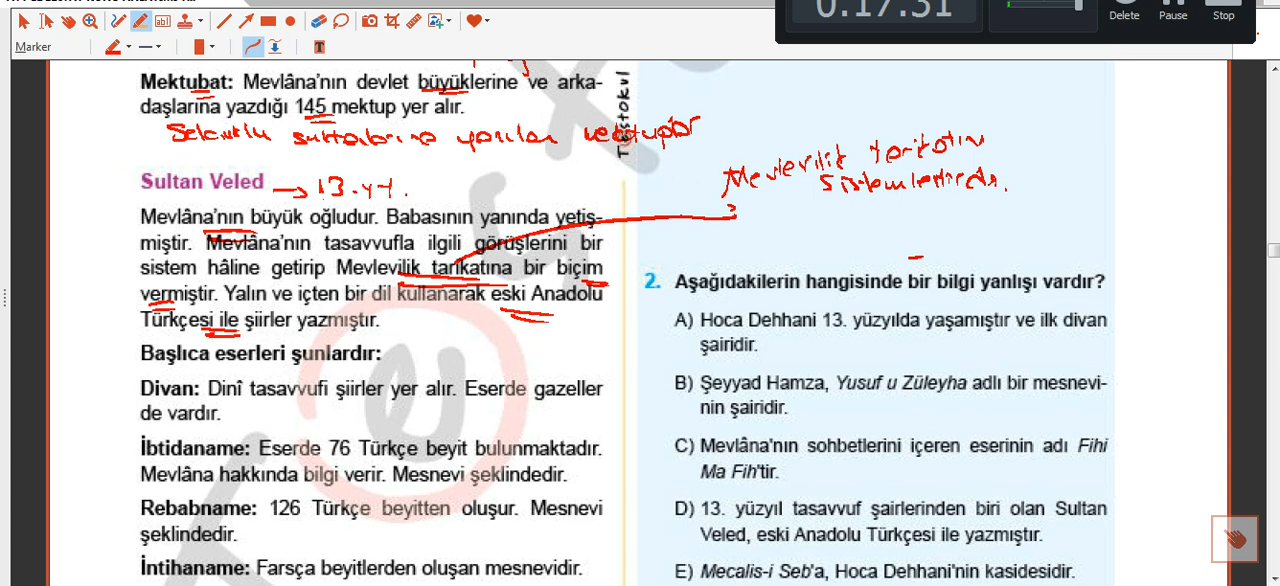 0:17:31
Delete Pause Stop
Marker
Mektubat: Mevlâna'nın devlet büyüklerine ve arka-
daşlarına yazdığı 145 mektup yer alır.
Testokul
Sultan Veled → 13.yy.
Mevlâna'nın büyük oğludur. Babasının yanında yetiş-
miştir. Mevlâna'nın tasavvufla ilgili görüşlerini bir
sistem hâline getirip Mevlevilik tarikatına bir biçim
vermiştir. Yalın ve içten bir dil kullanarak eski Anadolu
Türkçesi ile şiirler yazmıştır.
Başlıca eserleri şunlardır:
Divan: Dinî tasavvufi şiirler yer alır. Eserde gazeller
de vardır.
İbtidaname: Eserde 76 Türkçe beyit bulunmaktadır.
Mevlâna hakkında bilgi verir. Mesnevi şeklindedir.
Rebabname: 126 Türkçe beyitten oluşur. Mesnevi
şeklindedir.
İntihaname: Farsça beyitlerden oluşan mesnevidir.
Mevlevilik
2. Aşağıdakilerin hangisinde bir bilgi yanlışı vardır?
A) Hoca Dehhani 13. yüzyılda yaşamıştır ve ilk divan
şairidir.
B) Şeyyad Hamza, Yusuf u Züleyha adlı bir mesnevi-
nin şairidir.
C) Mevlâna'nın sohbetlerini içeren eserinin adı Fihi
Ma Fih'tir.
D) 13. yüzyıl tasavvuf şairlerinden biri olan Sultan
Veled, eski Anadolu Türkçesi ile yazmıştır.
E) Mecalis-i Seb'a, Hoca Dehhani'nin kasidesidir.